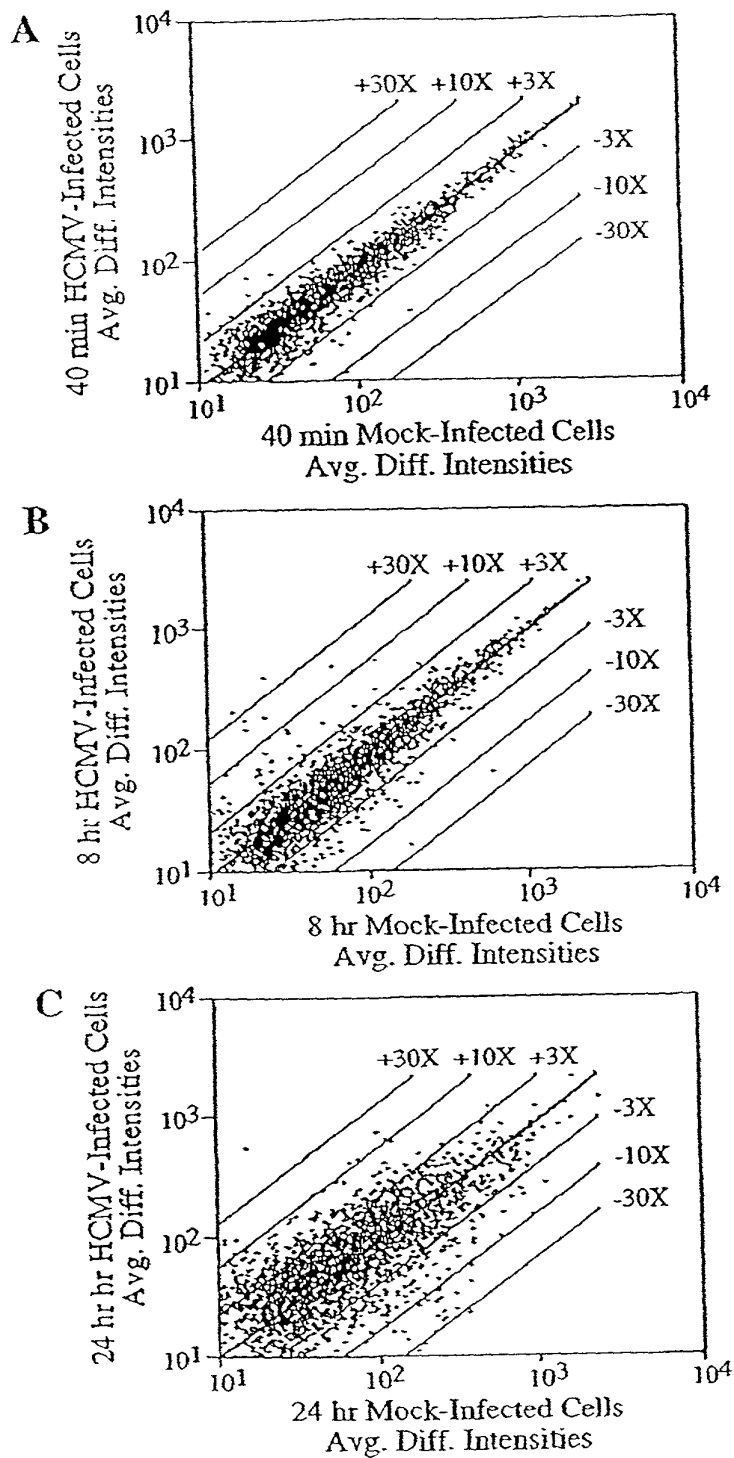 A
40 min HCMV-Infected Cells
Avg. Diff. Intensities
10⁴
10³
10²
10¹
+30X +10X +3X
-3X
-10X
-30X
10¹ 10² 10³ 10⁴
40 min Mock-Infected Cells
Avg. Diff. Intensities
B
8 hr HCMV-Infected Cells
Avg. Diff. Intensities
10⁴
10³
10²
10¹
+30X +10X +3X
-3X
-10X
-30X
10¹ 10² 10³ 10⁴
8 hr Mock-Infected Cells
Avg. Diff. Intensities
C
24 hr hr HCMV-Infected Cells
Avg. Diff. Intensities
10⁴
10³
10²
10¹
+30X +10X +3X
-3X
-10X
-30X
10¹ 10² 10³ 10⁴
24 hr Mock-Infected Cells
Avg. Diff. Intensities